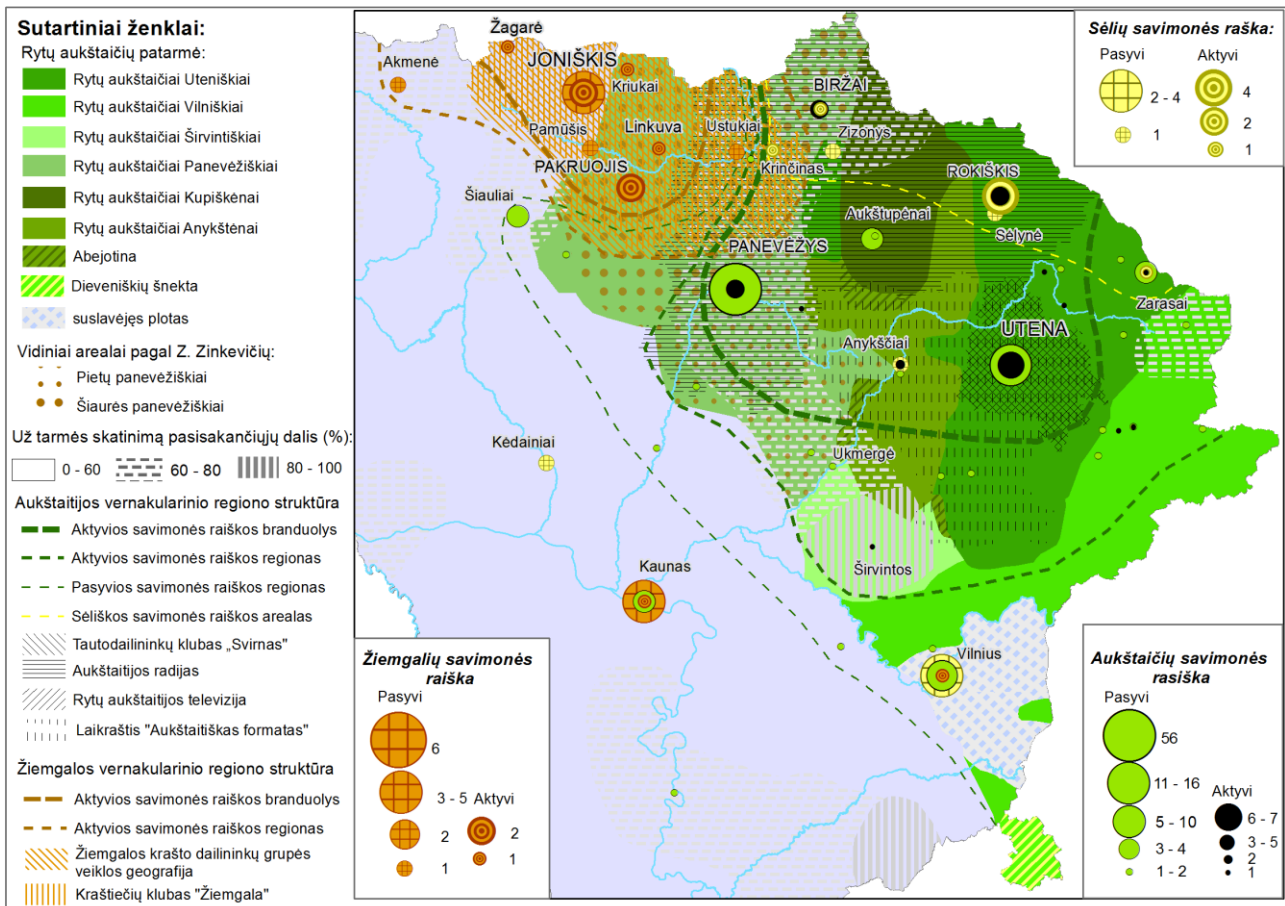 Sutartiniai ženklai:
Rytų aukštaičių patarmė:
Rytų aukštaičiai Uteniškiai
Rytų aukštaičiai Vilniškiai
Rytų aukštaičiai Širvintiškiai
Rytų aukštaičiai Panevėžiškiai
Rytų aukštaičiai Kupiškėnai
Rytų aukštaičiai Anykštėnai
Abejotina
Dieveniškių šnekta
suslavėjęs plotas
Vidiniai arealai pagal Z. Zinkevičių:
Pietų panevėžiškiai
Šiaurės panevėžiškiai
Už tarmės skatinimą pasisakančiųjų dalis (%):
0 - 60
60 - 80
80 - 100
Aukštaitijos vernakularinio regiono struktūra
Aktyvios savimonės raiškos branduolys
Aktyvios savimonės raiškos regionas
Pasyvios savimonės raiškos regionas
Sėliškos savimonės raiškos arealas
Tautodailininkų klubas „Svirnas"
Aukštaitijos radijas
Rytų aukštaitijos televizija
Laikraštis "Aukštaitiškas formatas"
Žiemgalos vernakularinio regiono struktūra
Aktyvios savimonės raiškos branduolys
Aktyvios savimonės raiškos regionas
Žiemgalos krašto dailininkų grupės
veiklos geografija
Kraštiečių klubas "Žiemgala"
Žagarė
Akmenė
JONIŠKIS
Kriukai
BIRŽAI
Pamūšis
Linkuva
Ustukiai
Zizonys
PAKRUOJIS
Krinčinas
ROKIŠKIS
Šiauliai
Aukštupėnai
Sėlynė
PANEVĖŽYS
Zarasai
UTENA
Anykščiai
Kėdainiai
Ukmergė
Širvintos
Kaunas
Vilnius
Sėlių savimonės raška:
Pasyvi
Aktyvi
2 - 4
4
1
2
1
Žiemgalių savimonės
raiška
Pasyvi
6
3 - 5
Aktyvi
2
2
1
1
Aukštaičių savimonės
rasiška
Pasyvi
56
11 - 16
Aktyvi
5 - 10
6 - 7
3 - 4
3 - 5
2
1 - 2
1